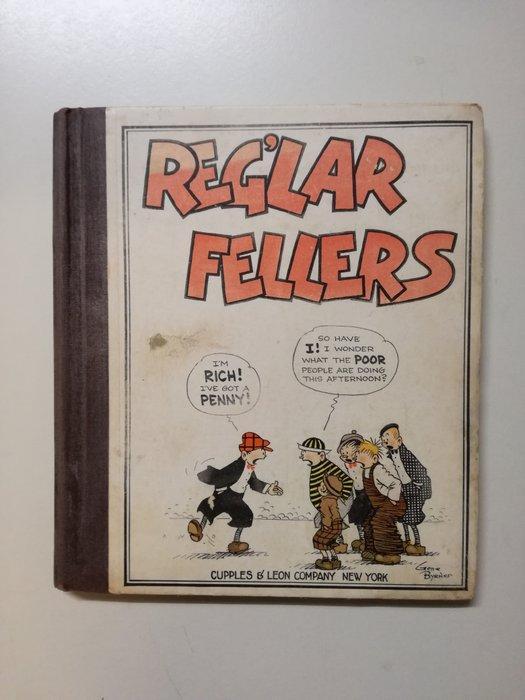 REG'LAR
FELLERS
I'M
RICH!
I'VE GOT A
PENNY!
SO HAVE
I! I WONDER
WHAT THE POOR
PEOPLE ARE DOING
THIS AFTERNOON?
CUPPLES & LEON COMPANY NEW YORK
Gene
Byrnes